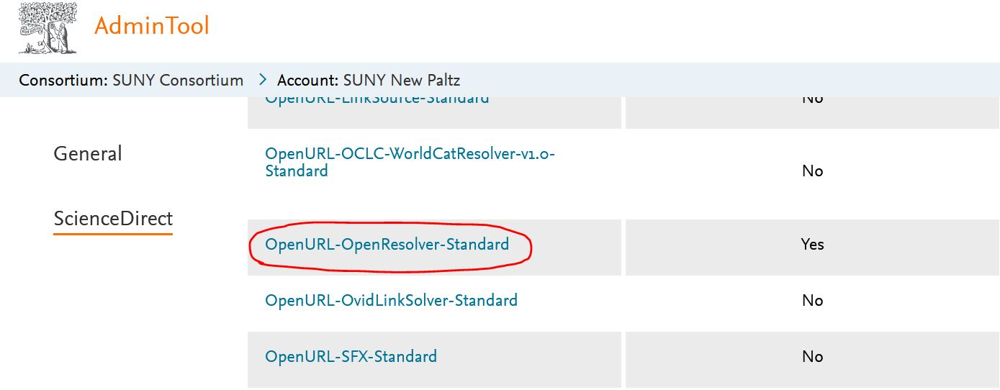 AdminTool
Consortium: SUNY Consortium > Account: SUNY New Paltz
OpenURL-LinkSource-Standard No
General
OpenURL-OCLC-WorldCatResolver-v1.0-
Standard
No
ScienceDirect
OpenURL-OpenResolver-Standard Yes
OpenURL-OvidLinkSolver-Standard No
OpenURL-SFX-Standard No